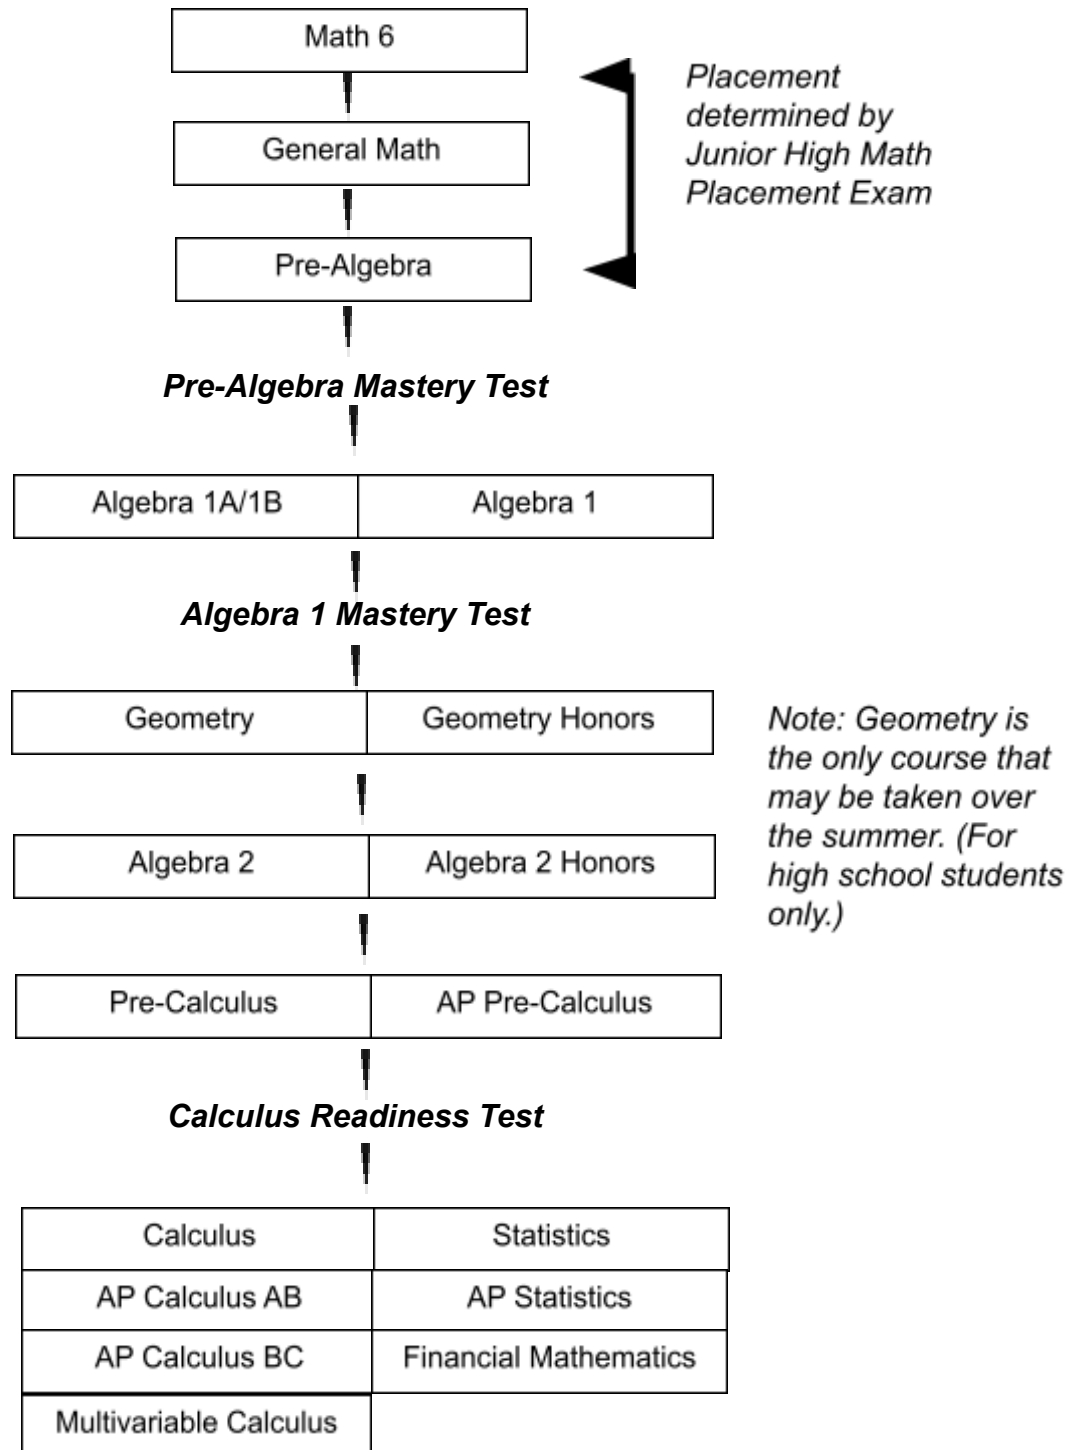 Math 6
Placement
determined by
Junior High Math
Placement Exam
General Math
Pre-Algebra
Pre-Algebra Mastery Test
Algebra 1A/1B
Algebra 1
Algebra 1 Mastery Test
Geometry
Geometry Honors
Note: Geometry is
the only course that
may be taken over
the summer. (For
high school students
only.)
Algebra 2
Algebra 2 Honors
Pre-Calculus
AP Pre-Calculus
Calculus Readiness Test
Calculus
Statistics
AP Calculus AB
AP Statistics
AP Calculus BC
Financial Mathematics
Multivariable Calculus